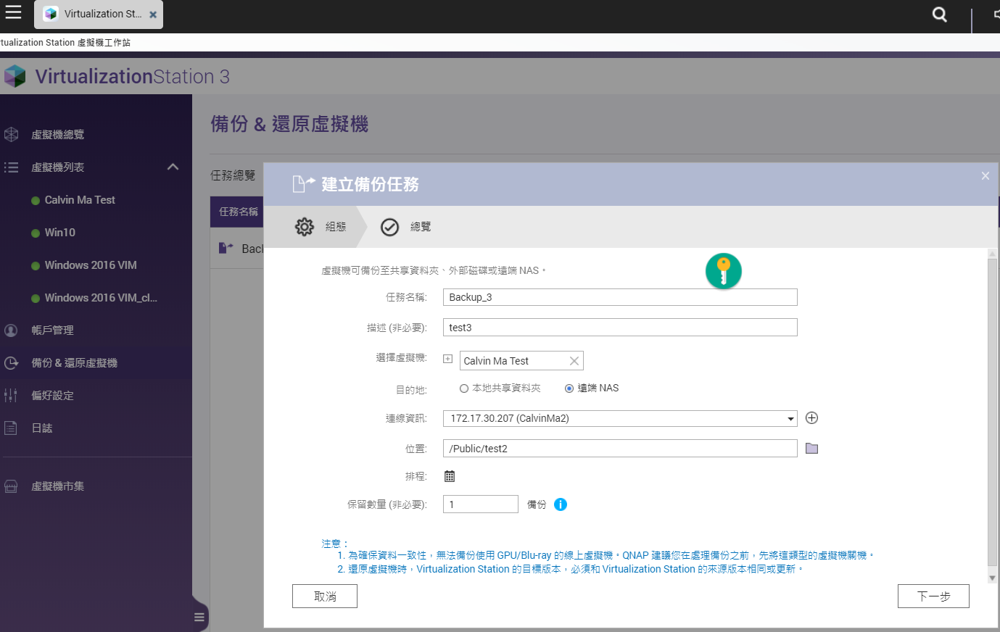 Virtualization St...
rtualization Station 虛擬機工作站
VirtualizationStation 3
虛擬機總覽
虛擬機列表
Calvin Ma Test
Win10
Windows 2016 VIM
Windows 2016 VIM_cl...
帳戶管理
備份 & 還原虛擬機
偏好設定
日誌
虛擬機市集
備份 & 還原虛擬機
任務總覽
任務名稱
Bac
建立備份任務
組態
總覽
虛擬機可備份至共享資料夾、外部磁碟或遠端 NAS。
任務名稱: Backup_3
描述 (非必要): test3
選擇虛擬機: Calvin Ma Test
目的地: 本地共享資料夾 遠端 NAS
連線資訊: 172.17.30.207 (CalvinMa2)
位置: /Public/test2
排程:
保留數量 (非必要): 1 備份
注意：
1. 為確保資料一致性，無法備份使用 GPU/Blu-ray 的線上虛擬機。QNAP 建議您在處理備份之前，先將這類型的虛擬機關機。
2. 還原虛擬機時，Virtualization Station 的目標版本，必須和 Virtualization Station 的來源版本相同或更新。
取消
下一步